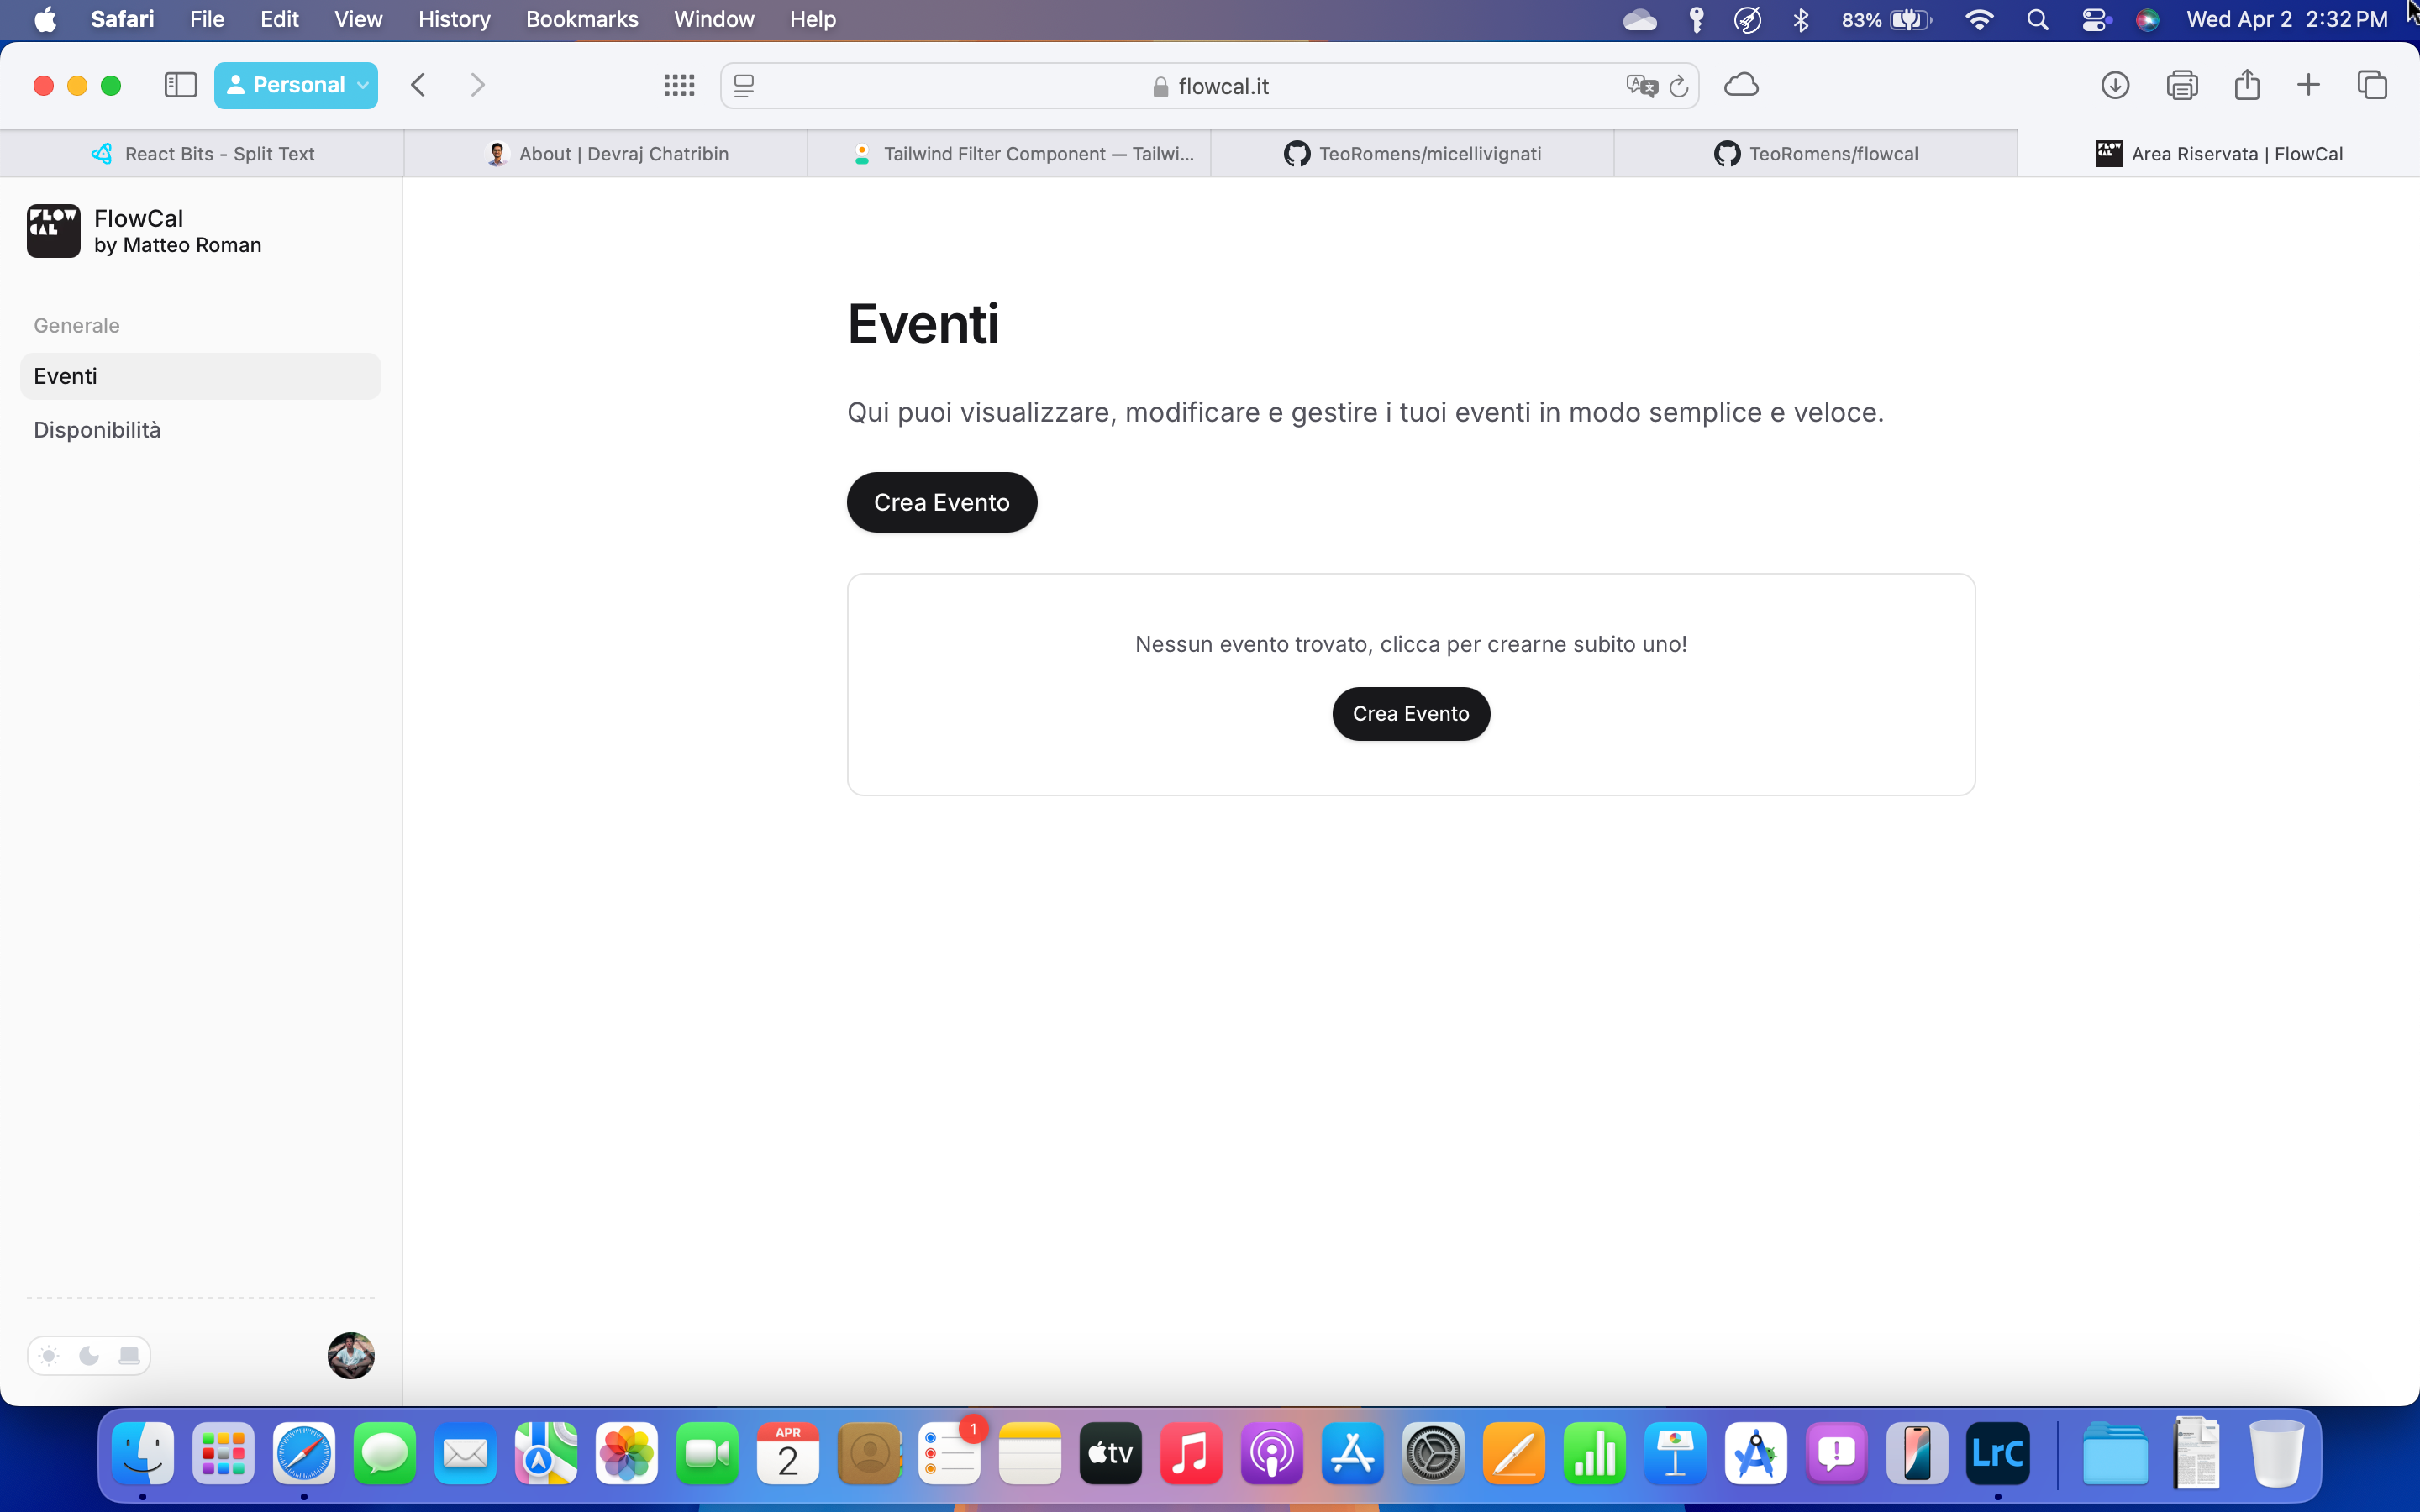 Safari File Edit View History Bookmarks Window Help 83% Wed Apr 2 2:32 PM
Personal flowcal.it
React Bits - Split Text About | Devraj Chatribin Tailwind Filter Component — Tailwi... TeoRomens/micellivignati TeoRomens/flowcal Area Riservata | FlowCal
FLOW
CAL
FlowCal
by Matteo Roman
Generale
Eventi
Disponibilità
Eventi
Qui puoi visualizzare, modificare e gestire i tuoi eventi in modo semplice e veloce.
Crea Evento
Nessun evento trovato, clicca per crearne subito uno!
Crea Evento
APR
2
1
tv
LrC